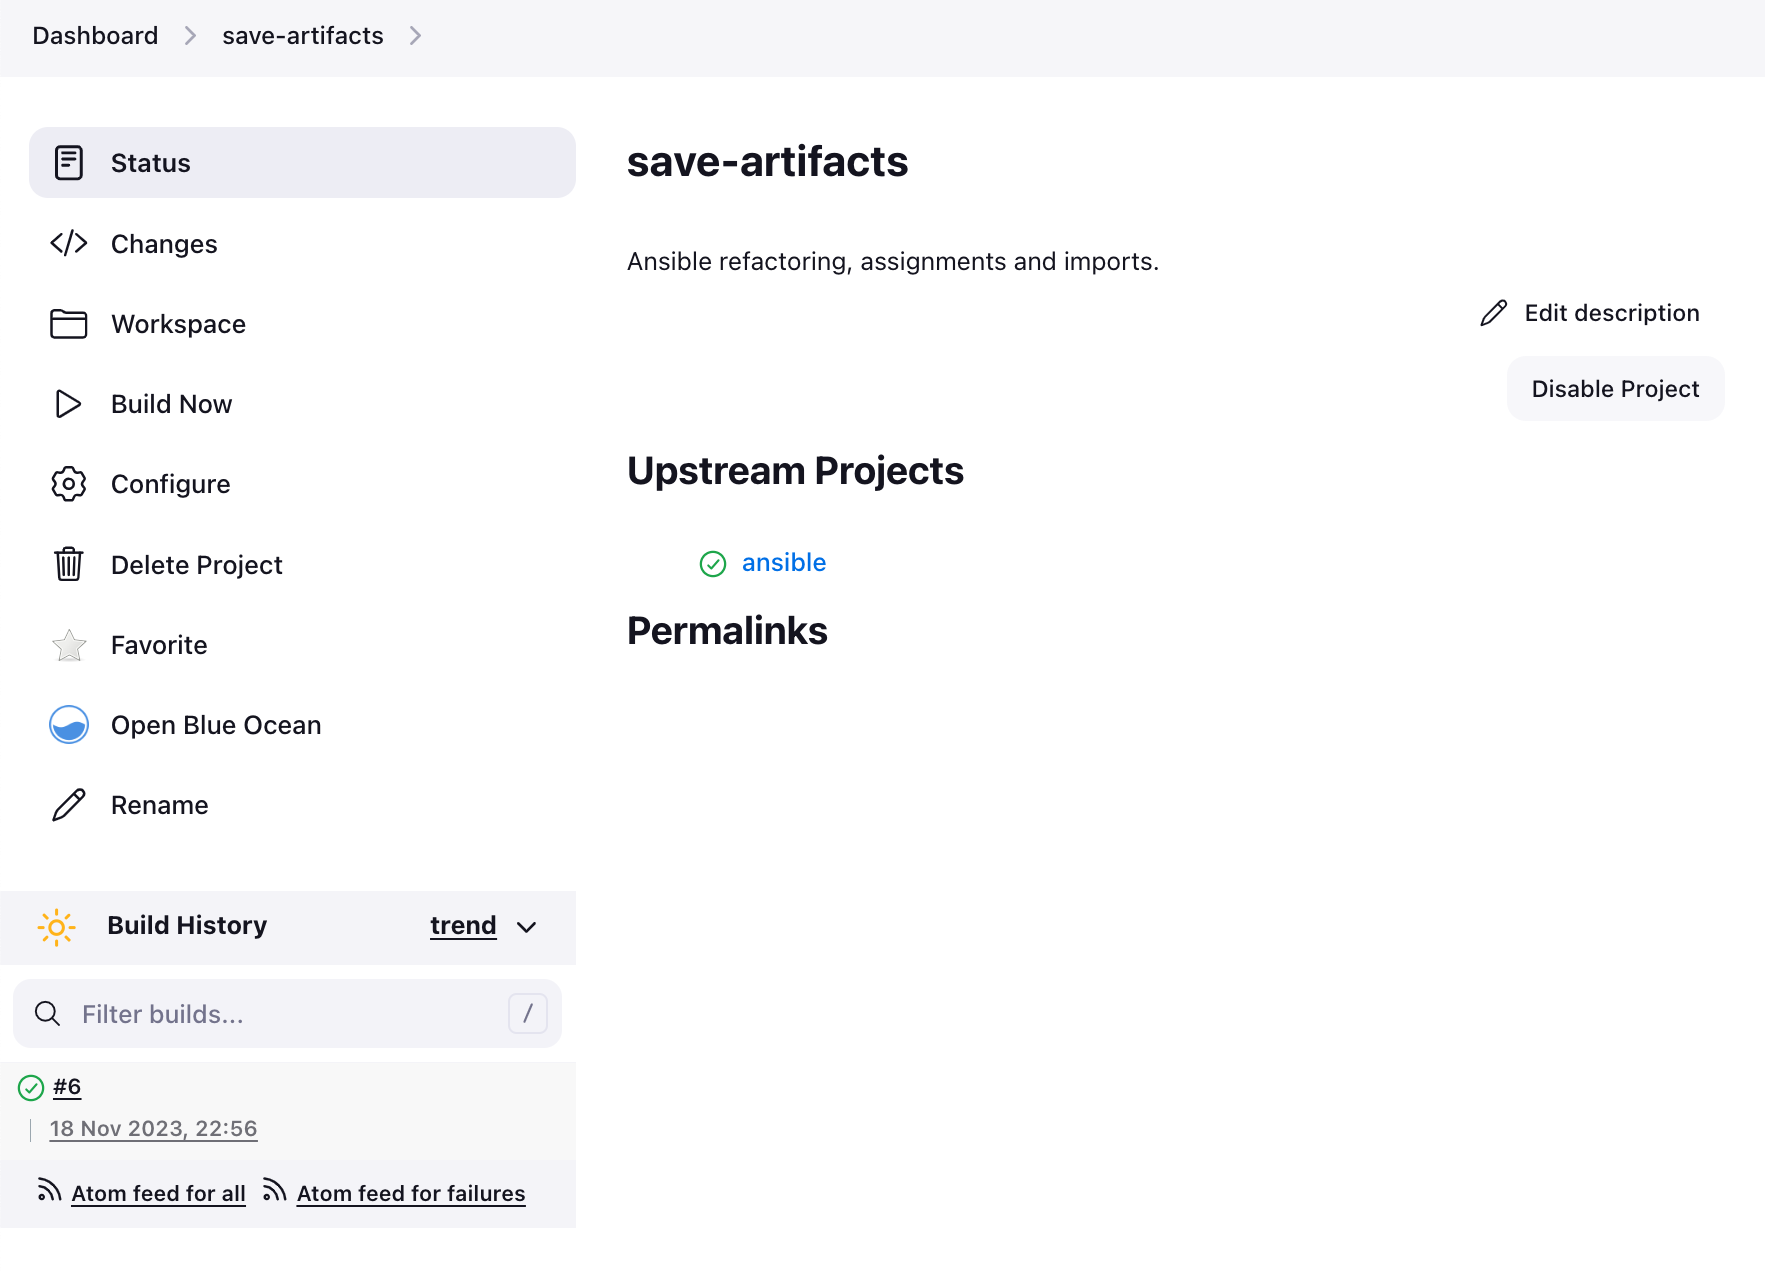 Dashboard
save-artifacts
Status
Changes
Workspace
Build Now
Configure
Delete Project
Favorite
Open Blue Ocean
Rename
Build History
trend
Filter builds...
/
#6
18 Nov 2023, 22:56
Atom feed for all
Atom feed for failures
save-artifacts
Ansible refactoring, assignments and imports.
Edit description
Disable Project
Upstream Projects
ansible
Permalinks